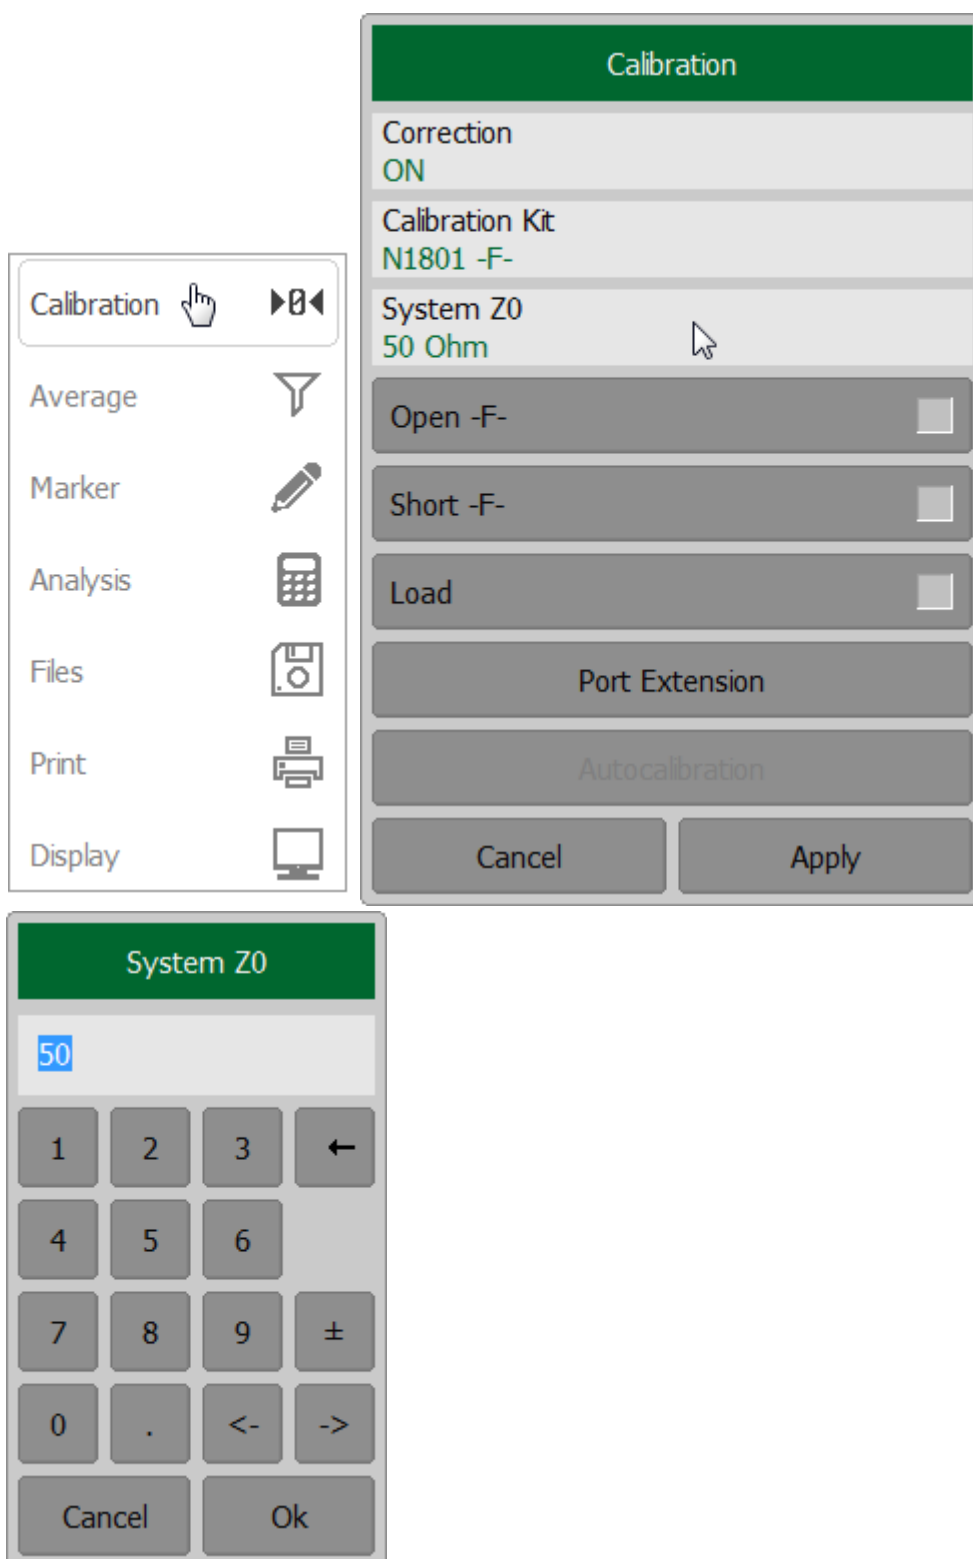 Calibration
Average
Marker
Analysis
Files
Print
Display
Calibration
Correction
ON
Calibration Kit
N1801 -F-
System Z0
50 Ohm
Open -F-
Short -F-
Load
Port Extension
Autocalibration
Cancel Apply
System Z0
50
1 2 3 ←
4 5 6
7 8 9 ±
0 . <- ->
Cancel Ok